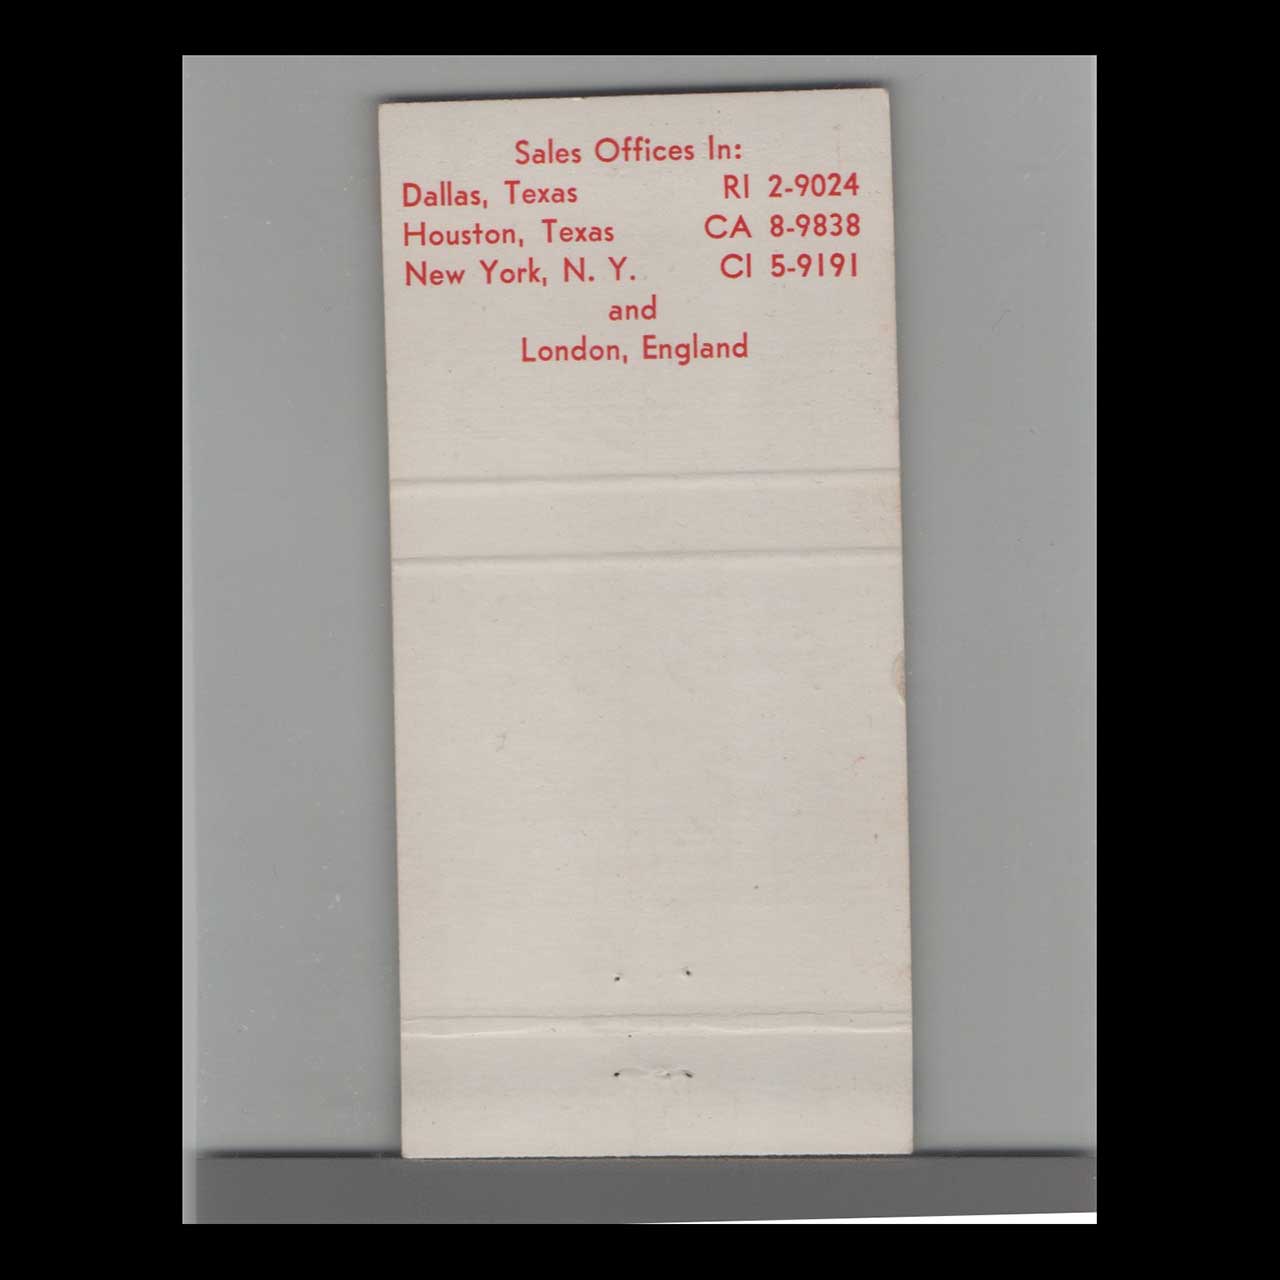 Sales Offices In:
Dallas, Texas RI 2-9024
Houston, Texas CA 8-9838
New York, N. Y. CI 5-9191
and
London, England